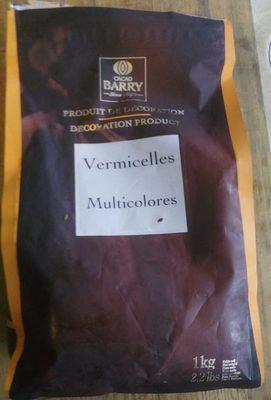 CACAO
BARRY
PRODUIT DE DÉCORATION
DECORATION PRODUCT
Vermicelles
Multicolores
1kg
2.2 lbs